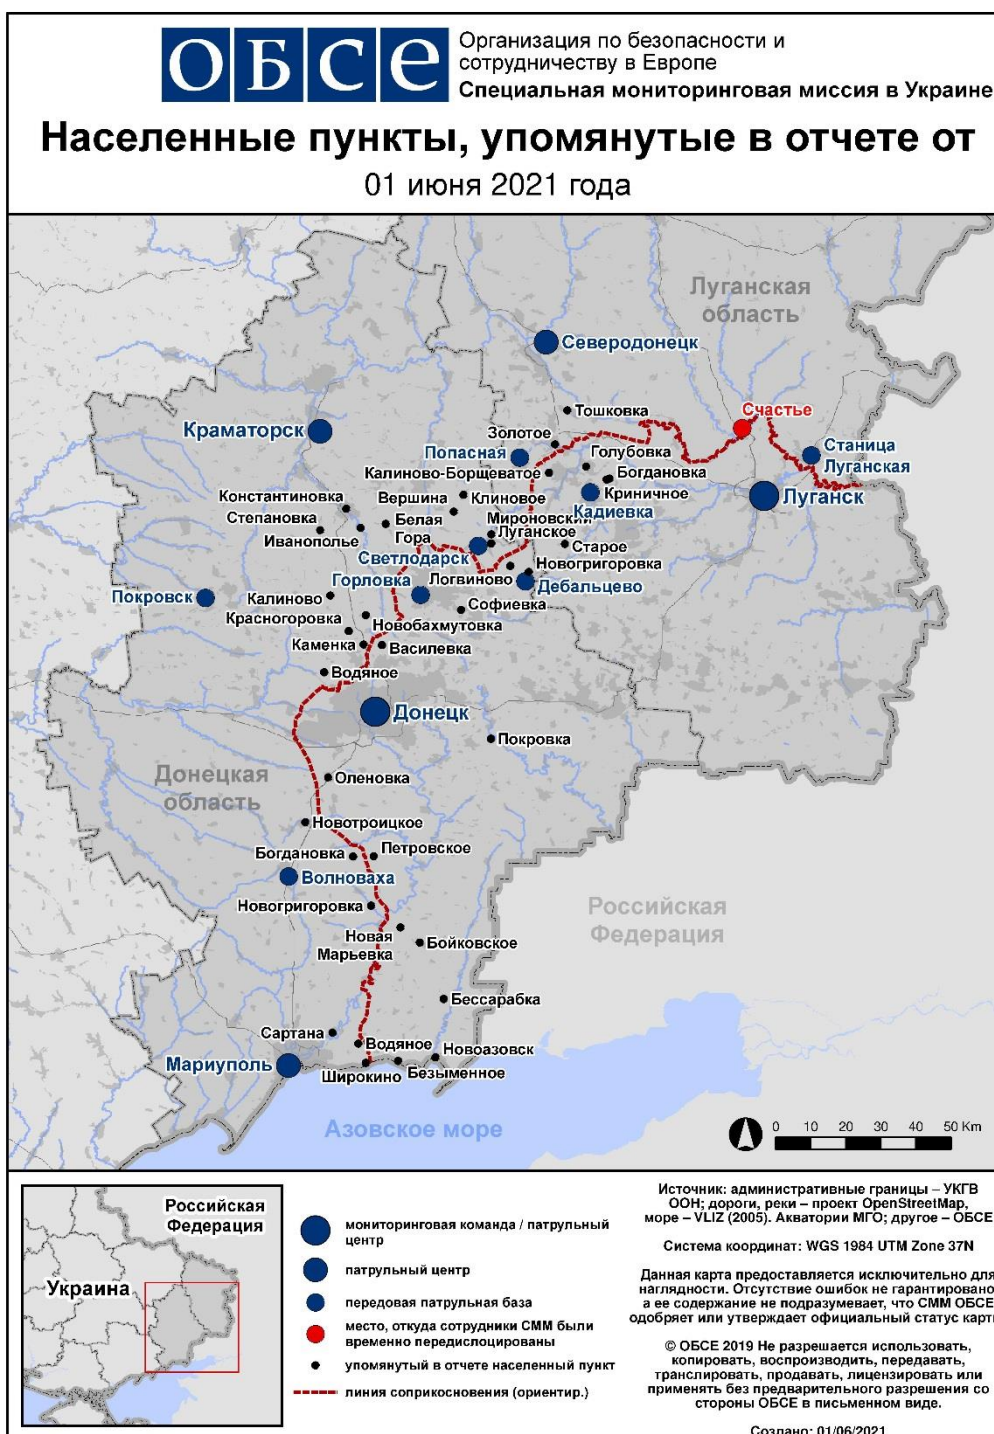 ОБСЕ
Организация по безопасности и
сотрудничеству в Европе
Специальная мониторинговая миссия в Украине
Населенные пункты, упомянутые в отчете от
01 июня 2021 года
Луганская
область
Северодонецк
Тошковка
Счастье
Краматорск
Золотое
Станица
Луганская
Попасная
Голубовка
Калиново-Борщеватое
Богдановка
Константиновка
Вершина
Клиновое
Криничное
Луганск
Кадиевка
Степановка
Белая
Гора
Мироновский
Иванополье
Луганское
Старое
Светлодарск
Новогригоровка
Логвиново
Горловка
Дебальцево
Покровск
Калиново
Софиевка
Красногоровка
Новобахмутовка
Каменка
Василевка
Водяное
Донецк
Покровка
Донецкая
область
Оленовка
Новотроицкое
Богдановка
Петровское
Волноваха
Новогригоровка
Российская
Федерация
Новая
Марьевка
Бойковское
Бессарабка
Сартана
Водяное
Новоазовск
Мариуполь
Широкино
Безыменное
Азовское море
0 10 20 30 40 50 Km
Российская
Федерация
Украина
мониторинговая команда / патрульный
центр
патрульный центр
передовая патрульная база
место, откуда сотрудники СММ были
временно передислоцированы
упомянутый в отчете населенный пункт
линия соприкосновения (ориентир.)
Источник: административные границы – УКГВ
ООН; дороги, реки – проект OpenStreetMap,
море – VLIZ (2005). Акватории МГО; другое – ОБСЕ
Система координат: WGS 1984 UTM Zone 37N
Данная карта предоставляется исключительно для
наглядности. Отсутствие ошибок не гарантировано
а ее содержание не подразумевает, что СММ ОБСЕ
одобряет или утверждает официальный статус карт
© ОБСЕ 2019 Не разрешается использовать,
копировать, воспроизводить, передавать,
транслировать, продавать, лицензировать или
применять без предварительного разрешения со
стороны ОБСЕ в письменном виде.
Создано: 01/06/2021